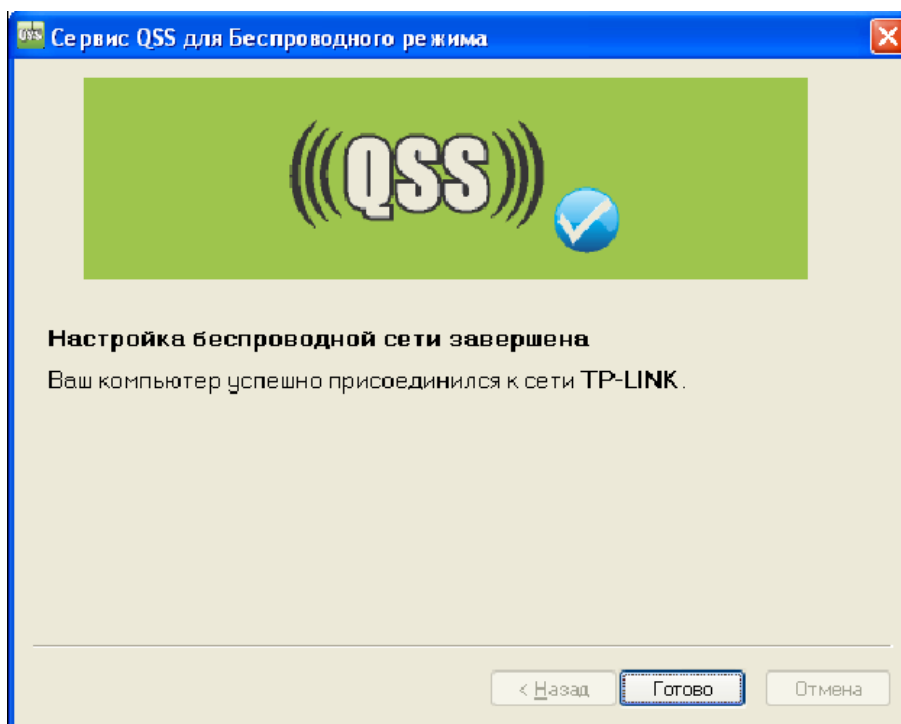 QSS Сервис QSS для Беспроводного режима
(((QSS)))
Настройка беспроводной сети завершена
Ваш компьютер успешно присоединился к сети TP-LINK.
< Назад Готово Отмена